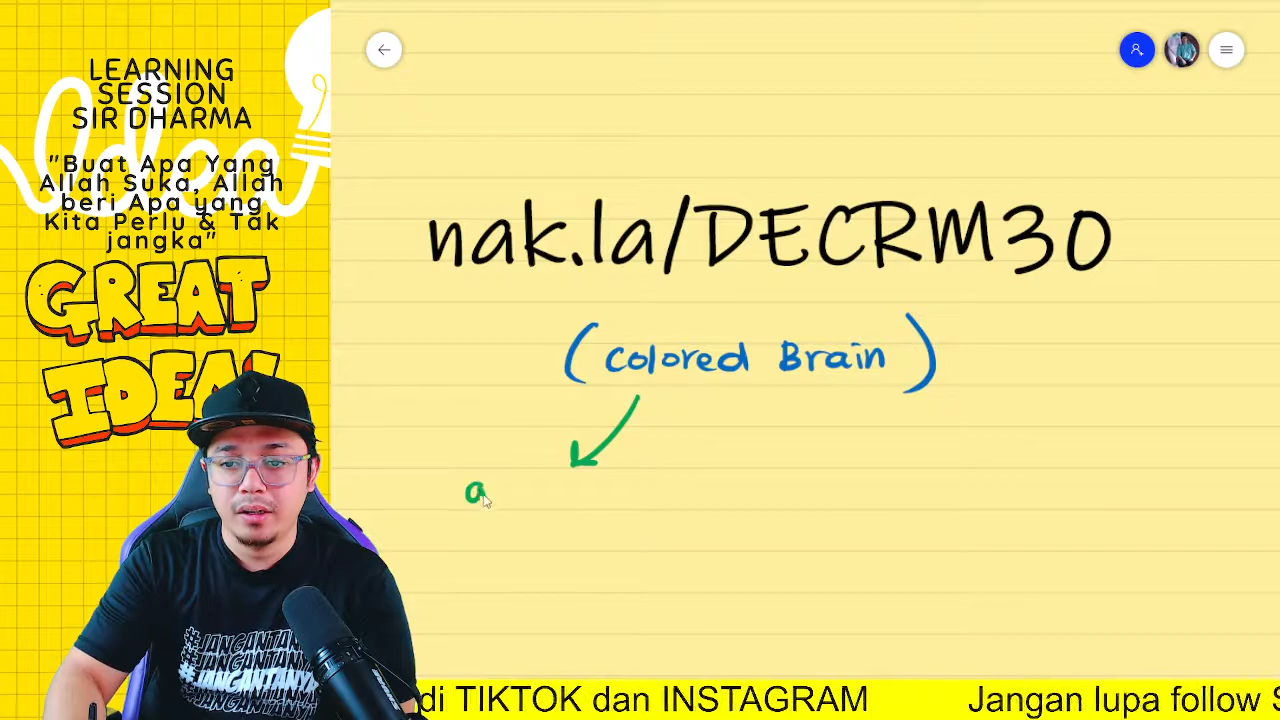 LEARNING
SESSION
SIR DHARMA
"Buat Apa Yang
Allah Suka, Allah
beri Apa yang
Kita Perlu & Tak
jangka"
GREAT
nak.la/DECRM30
(Colored Brain)
a
di TIKTOK dan INSTAGRAM
Jangan lupa follow